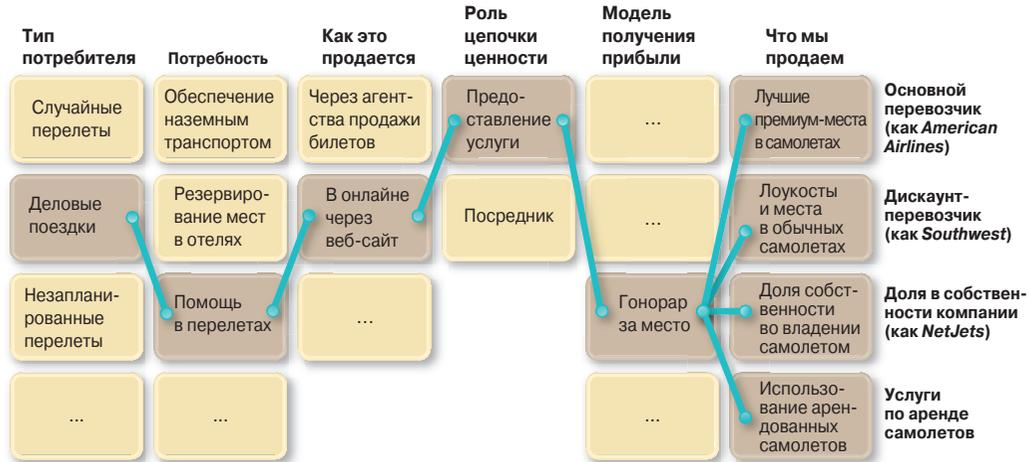 Тип
потребителя
Потребность
Как это
продается
Роль
цепочки
ценности
Модель
получения
прибыли
Что мы
продаем
Случайные
перелеты
Обеспечение
наземным
транспортом
Через агент-
ства продажи
билетов
Предо-
ставление
услуги
...
Лучшие
премиум-места
в самолетах
Основной
перевозчик
(как American
Airlines)
Деловые
поездки
Резервиро-
вание мест
в отелях
В онлайне
через
веб-сайт
Посредник
...
Лоукосты
и места
в обычных
самолетах
Дискаунт-
перевозчик
(как Southwest)
Незаплани-
рованные
перелеты
Помощь
в перелетах
...
Гонорар
за место
Доля собст-
венности
во владении
самолетом
Доля в собствен-
ности компании
(как NetJets)
...
...
...
Использо-
вание арен-
дованных
самолетов
Услуги
по аренде
самолетов